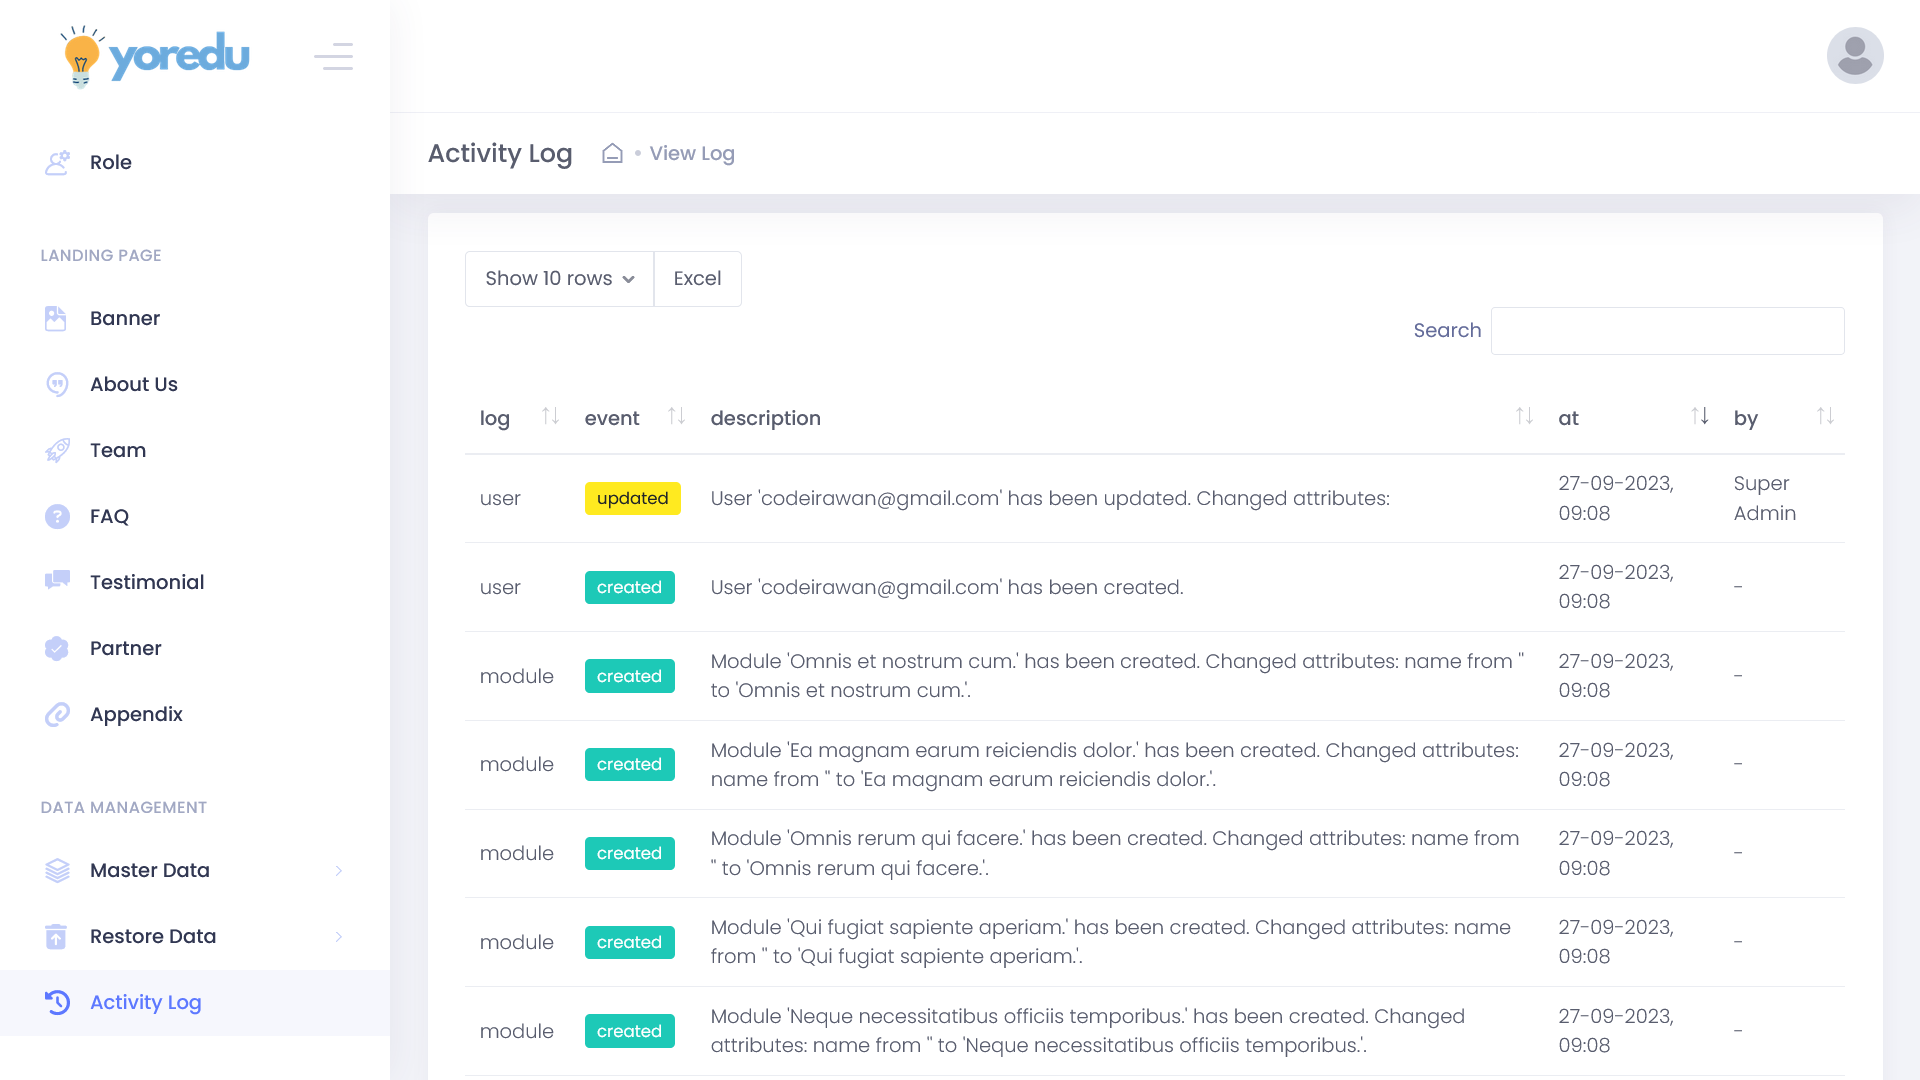 yoredu
Role
LANDING PAGE
Banner
About Us
Team
FAQ
Testimonial
Partner
Appendix
DATA MANAGEMENT
Master Data
Restore Data
Activity Log
Activity Log
View Log
Show 10 rows
Excel
Search
log event description at by
user updated User 'codeirawan@gmail.com' has been updated. Changed attributes: 27-09-2023, Super
09:08 Admin
user created User 'codeirawan@gmail.com' has been created. 27-09-2023, -
09:08
module created Module 'Omnis et nostrum cum.' has been created. Changed attributes: name from '' 27-09-2023, -
to 'Omnis et nostrum cum.'. 09:08
module created Module 'Ea magnam earum reiciendis dolor.' has been created. Changed attributes: 27-09-2023, -
name from '' to 'Ea magnam earum reiciendis dolor.'. 09:08
module created Module 'Omnis rerum qui facere.' has been created. Changed attributes: name from 27-09-2023, -
'' to 'Omnis rerum qui facere.'. 09:08
module created Module 'Qui fugiat sapiente aperiam.' has been created. Changed attributes: name 27-09-2023, -
from '' to 'Qui fugiat sapiente aperiam.'. 09:08
module created Module 'Neque necessitatibus officiis temporibus.' has been created. Changed 27-09-2023, -
attributes: name from '' to 'Neque necessitatibus officiis temporibus.'. 09:08